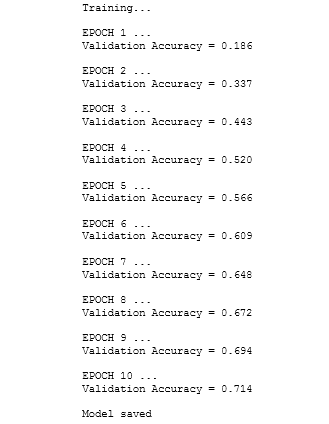 Training...
EPOCH 1 ...
Validation Accuracy = 0.186
EPOCH 2 ...
Validation Accuracy = 0.337
EPOCH 3 ...
Validation Accuracy = 0.443
EPOCH 4 ...
Validation Accuracy = 0.520
EPOCH 5 ...
Validation Accuracy = 0.566
EPOCH 6 ...
Validation Accuracy = 0.609
EPOCH 7 ...
Validation Accuracy = 0.648
EPOCH 8 ...
Validation Accuracy = 0.672
EPOCH 9 ...
Validation Accuracy = 0.694
EPOCH 10 ...
Validation Accuracy = 0.714
Model saved